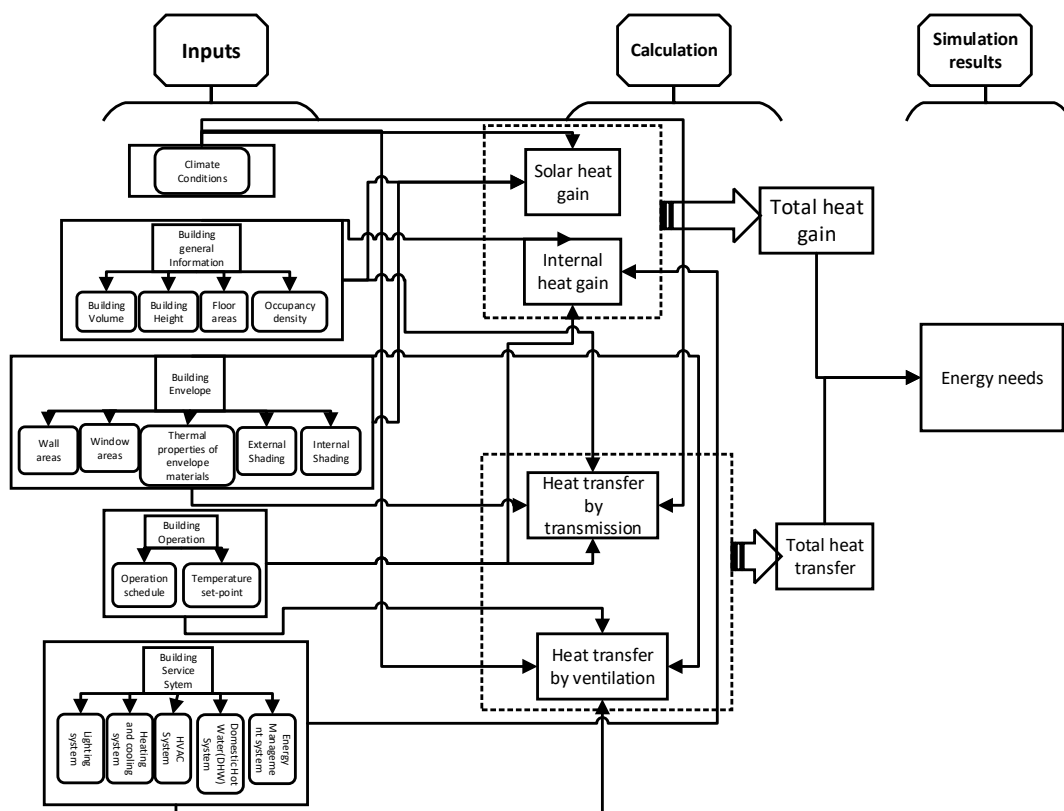 Inputs
Calculation
Simulation
results
Climate
Conditions
Solar heat
gain
Total heat
gain
Building
general
Information
Internal
heat gain
Building
Volume
Building
Height
Floor
areas
Occupancy
density
Energy needs
Building
Envelope
Wall
areas
Window
areas
Thermal
properties of
envelope
materials
External
Shading
Internal
Shading
Heat transfer
by
transmission
Building
Operation
Total heat
transfer
Operation
schedule
Temperature
set-point
Heat transfer
by ventilation
Building
Service
Sytem
Lighting
system
Heating
and cooling
system
HVAC
System
Domestic Hot
Water(DHW)
System
Energy
Manageme
nt system